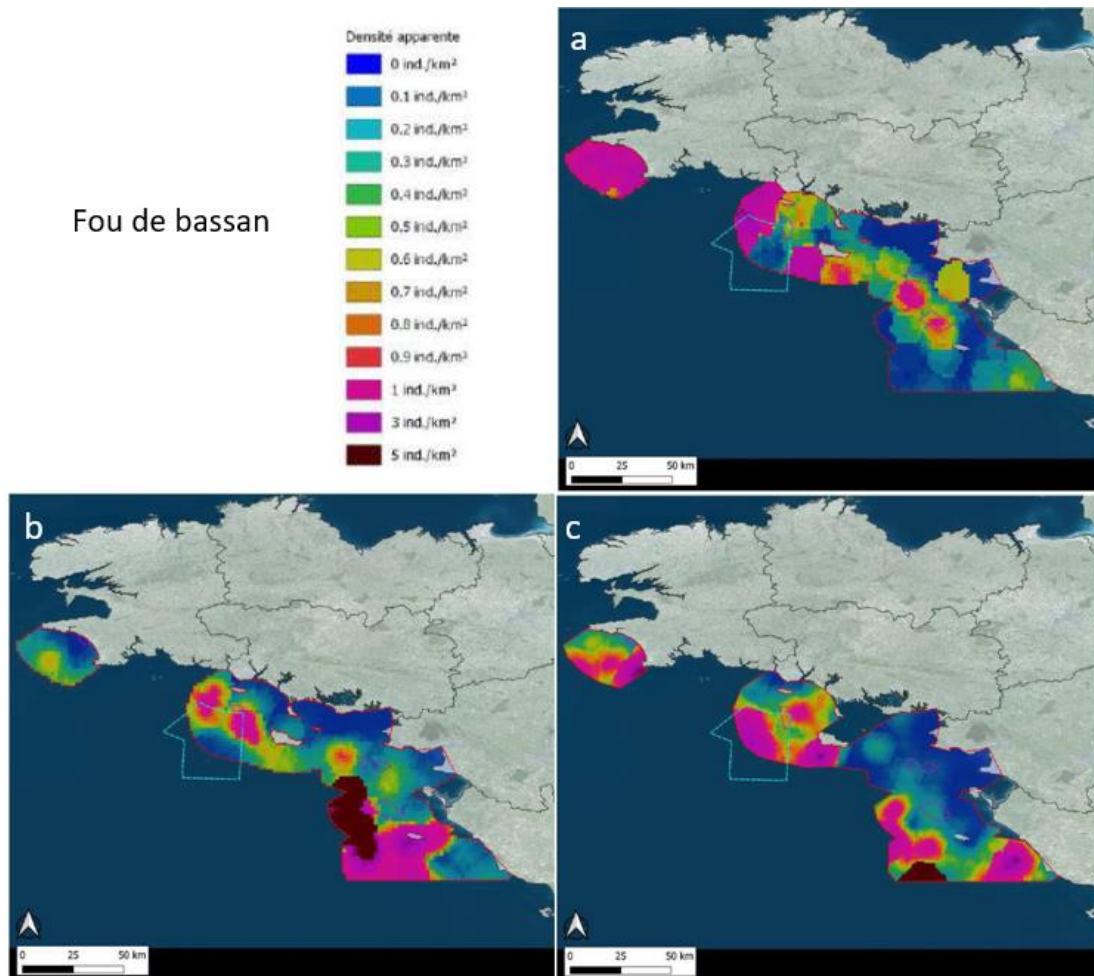 Densité apparente
0 ind./km²
0.1 ind./km²
0.2 ind./km²
0.3 ind./km²
0.4 ind./km²
0.5 ind./km²
0.6 ind./km²
0.7 ind./km²
0.8 ind./km²
0.9 ind./km²
1 ind./km²
3 ind./km²
5 ind./km²
Fou de bassan
a
0 25 50 km
b
0 25 50 km
c
0 25 50 km